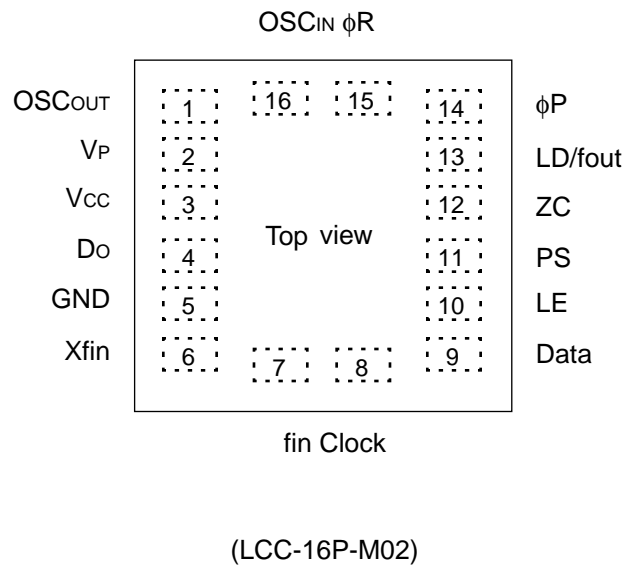 OSCIN φR
OSCOUT 1 16 15 14 φP
VP 2 13 LD/fout
VCC 3 12 ZC
Top view
DO 4 11 PS
GND 5 10 LE
Xfin 6 7 8 9 Data
fin Clock
(LCC-16P-M02)